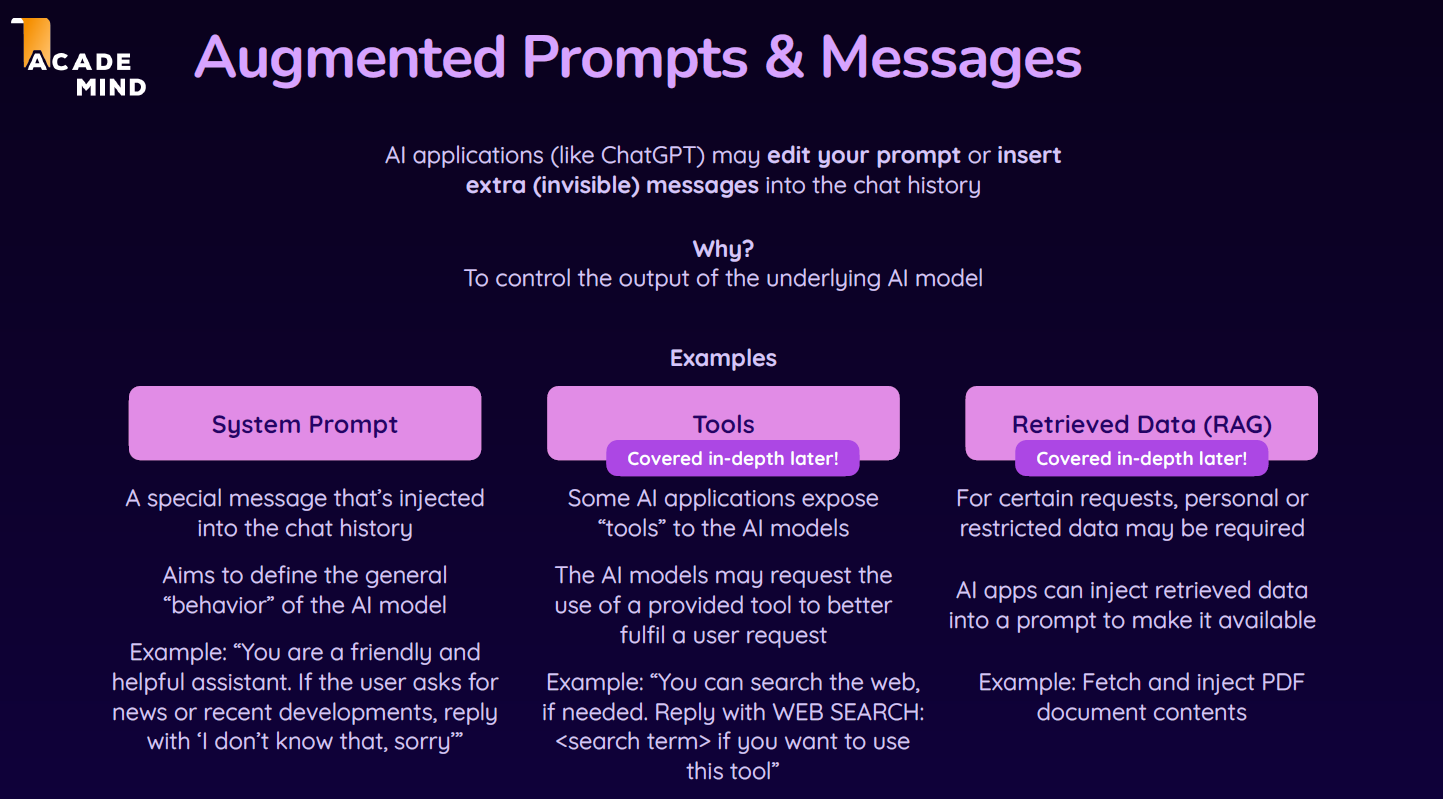 ACADE
MIND
Augmented Prompts & Messages
AI applications (like ChatGPT) may edit your prompt or insert
extra (invisible) messages into the chat history
Why?
To control the output of the underlying AI model
Examples
System Prompt
A special message that’s injected
into the chat history
Aims to define the general
“behavior” of the AI model
Example: “You are a friendly and
helpful assistant. If the user asks for
news or recent developments, reply
with ‘I don’t know that, sorry’”
Tools
Covered in-depth later!
Some AI applications expose
“tools” to the AI models
The AI models may request the
use of a provided tool to better
fulfil a user request
Example: “You can search the web,
if needed. Reply with WEB SEARCH:
<search term> if you want to use
this tool”
Retrieved Data (RAG)
Covered in-depth later!
For certain requests, personal or
restricted data may be required
AI apps can inject retrieved data
into a prompt to make it available
Example: Fetch and inject PDF
document contents